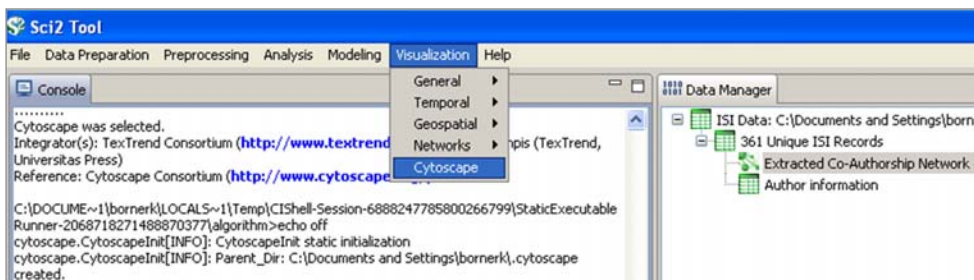 Sci2 Tool
File Data Preparation Preprocessing Analysis Modeling Visualization Help
Console
General
Temporal
Geospatial
Networks
Cytoscape
..........
Cytoscape was selected.
Integrator(s): TexTrend Consortium (http://www.textrend (TexTrend,
Universitas Press)
Reference: Cytoscape Consortium (http://www.cytoscape
C:\DOCUME~1\bornerk\LOCALS~1\Temp\CIShell-Session-6888247785800266799\StaticExecutable
Runner-2068718271488870377\algorithm>echo off
cytoscape.CytoscapeInit[INFO]: CytoscapeInit static initialization
cytoscape.CytoscapeInit[INFO]: Parent_Dir: C:\Documents and Settings\bornerk\.cytoscape
created.
Data Manager
ISI Data: C:\Documents and Settings\born
361 Unique ISI Records
Extracted Co-Authorship Network
Author information